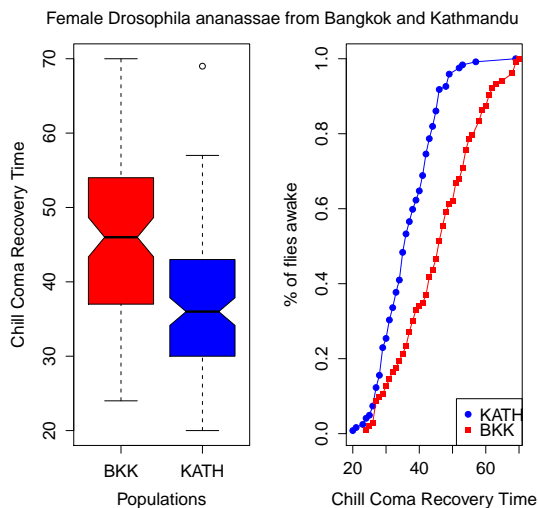 Female Drosophila ananassae from Bangkok and Kathmandu
Chill Coma Recovery Time
70
60
50
40
30
20
BKK KATH
Populations
% of flies awake
1.0
0.8
0.6
0.4
0.2
0.0
KATH
BKK
20 40 60
Chill Coma Recovery Time